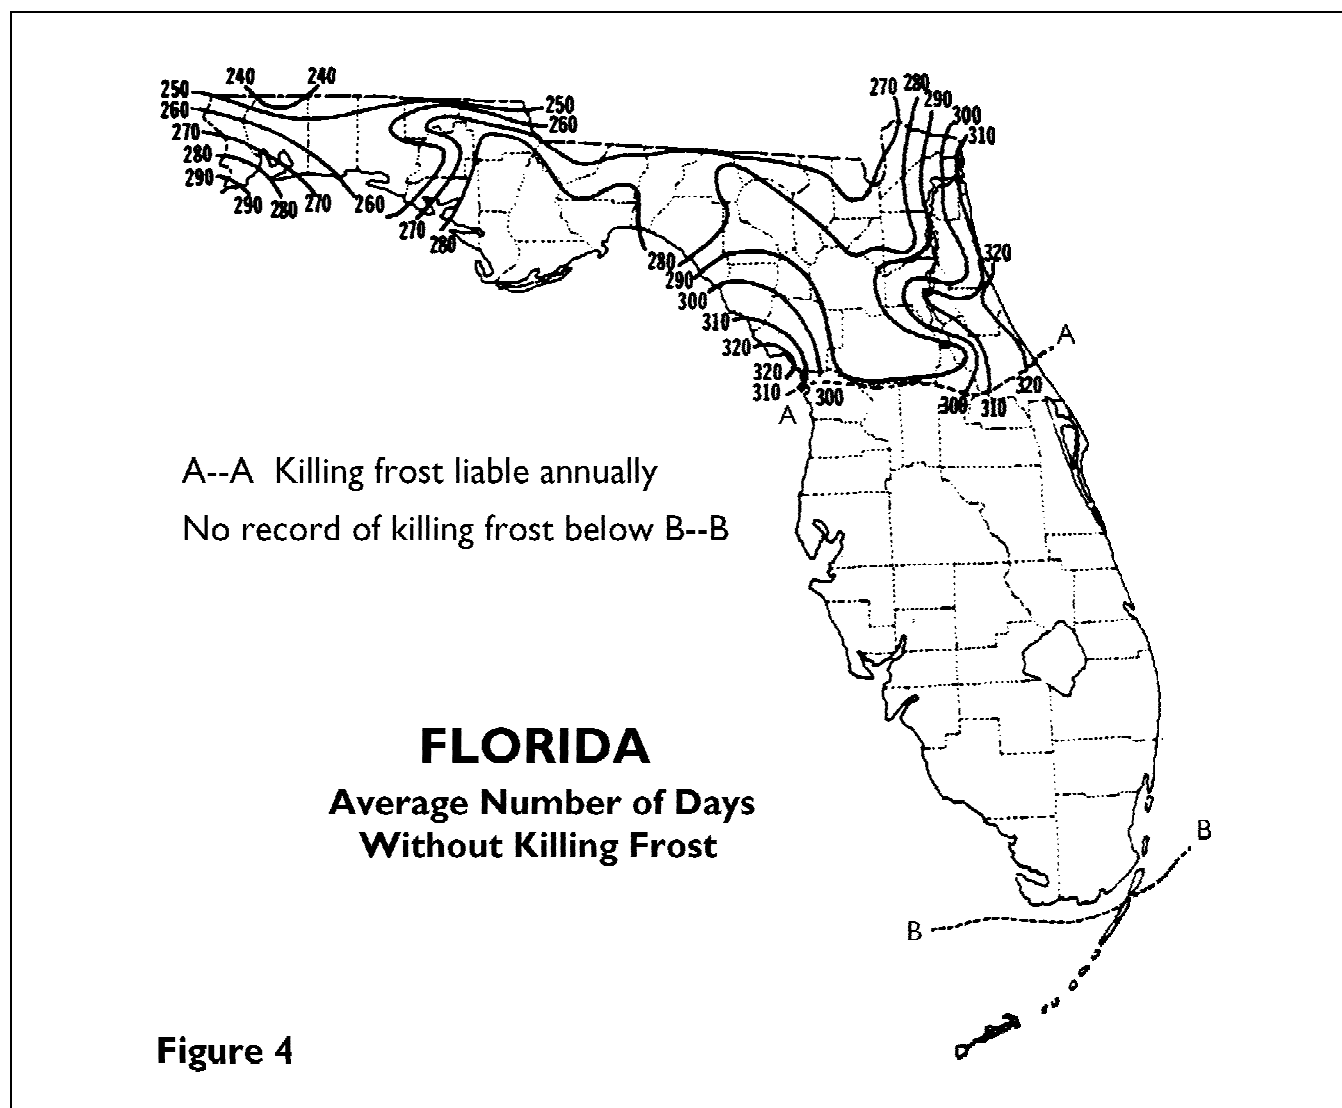 240 240
250
260
270
280
290
290 280 270 260
270
280
250
260
270 280
290
300
310
280
290
300
310
320
320
310
300
A
320
A
320
300 310
A--A Killing frost liable annually
No record of killing frost below B--B
FLORIDA
Average Number of Days
Without Killing Frost
B
B
Figure 4